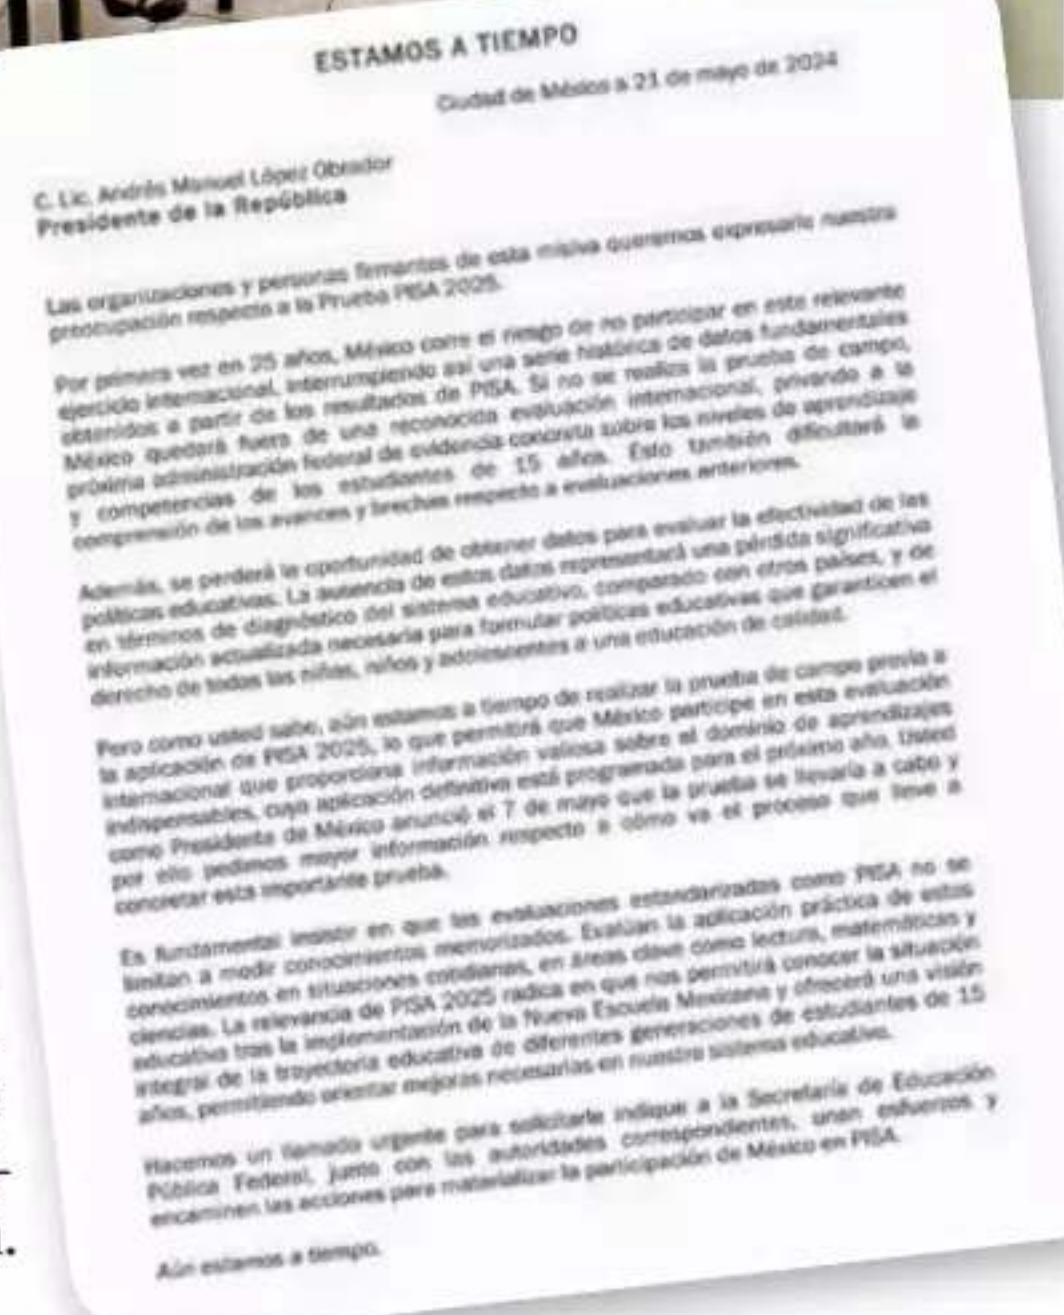 ESTAMOS A TIEMPO
Ciudad de México a 21 de mayo de 2024
C. Lic. Andrés Manuel López Obrador
Presidente de la República
Las organizaciones y personas firmantes de esta misiva queremos expresarle nuestra
preocupación respecto a la Prueba PISA 2025.
Por primera vez en 25 años, México corre el riesgo de no participar en este relevante
ejercicio internacional, interrumpiendo así una serie histórica de datos fundamentales
obtenidos a partir de los resultados de PISA. Si no se realiza la prueba de campo,
México quedará fuera de una reconocida evaluación internacional, privando a la
próxima administración federal de evidencia concreta sobre los niveles de aprendizaje
y competencias de los estudiantes de 15 años. Esto también dificultará la
comprensión de los avances y brechas respecto a evaluaciones anteriores.
Además, se perderá la oportunidad de obtener datos para evaluar la efectividad de las
políticas educativas. La ausencia de estos datos representará una pérdida significativa
en términos de diagnóstico del sistema educativo, comparado con otros países, y de
información actualizada necesaria para formular políticas educativas que garanticen el
derecho de todas las niñas, niños y adolescentes a una educación de calidad.
Pero como usted sabe, aún estamos a tiempo de realizar la prueba de campo previa a
la aplicación de PISA 2025, lo que permitirá que México participe en esta evaluación
internacional que proporciona información valiosa sobre el dominio de aprendizajes
indispensables, cuya aplicación definitiva está programada para el próximo año. Usted
como Presidente de México anunció el 7 de mayo que la prueba se llevaría a cabo y
por ello pedimos mayor información respecto a cómo va el proceso que lleve a
concretar esta importante prueba.
Es fundamental insistir en que las evaluaciones estandarizadas como PISA no se
limitan a medir conocimientos memorizados. Evalúan la aplicación práctica de estos
conocimientos en situaciones cotidianas, en áreas clave como lectura, matemáticas y
ciencias. La relevancia de PISA 2025 radica en que nos permitirá conocer la situación
educativa tras la implementación de la Nueva Escuela Mexicana y ofrecerá una visión
integral de la trayectoria educativa de diferentes generaciones de estudiantes de 15
años, permitiendo orientar mejoras necesarias en nuestro sistema educativo.
Hacemos un llamado urgente para solicitarle indique a la Secretaría de Educación
Pública Federal, junto con las autoridades correspondientes, unan esfuerzos y
encaminen las acciones para materializar la participación de México en PISA.
Aún estamos a tiempo.